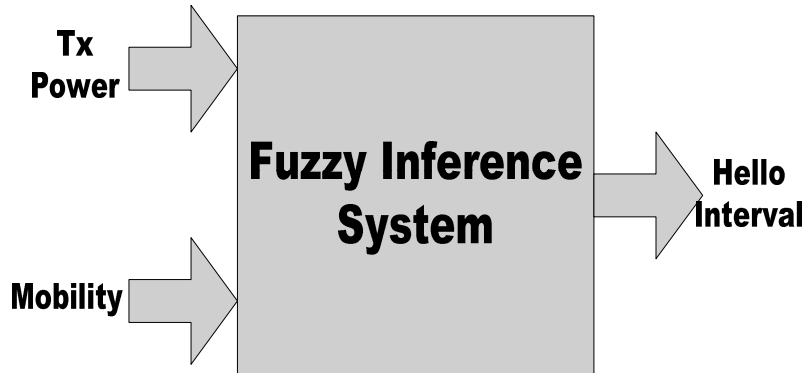 Tx
Power
Fuzzy Inference
System
Hello
Interval
Mobility